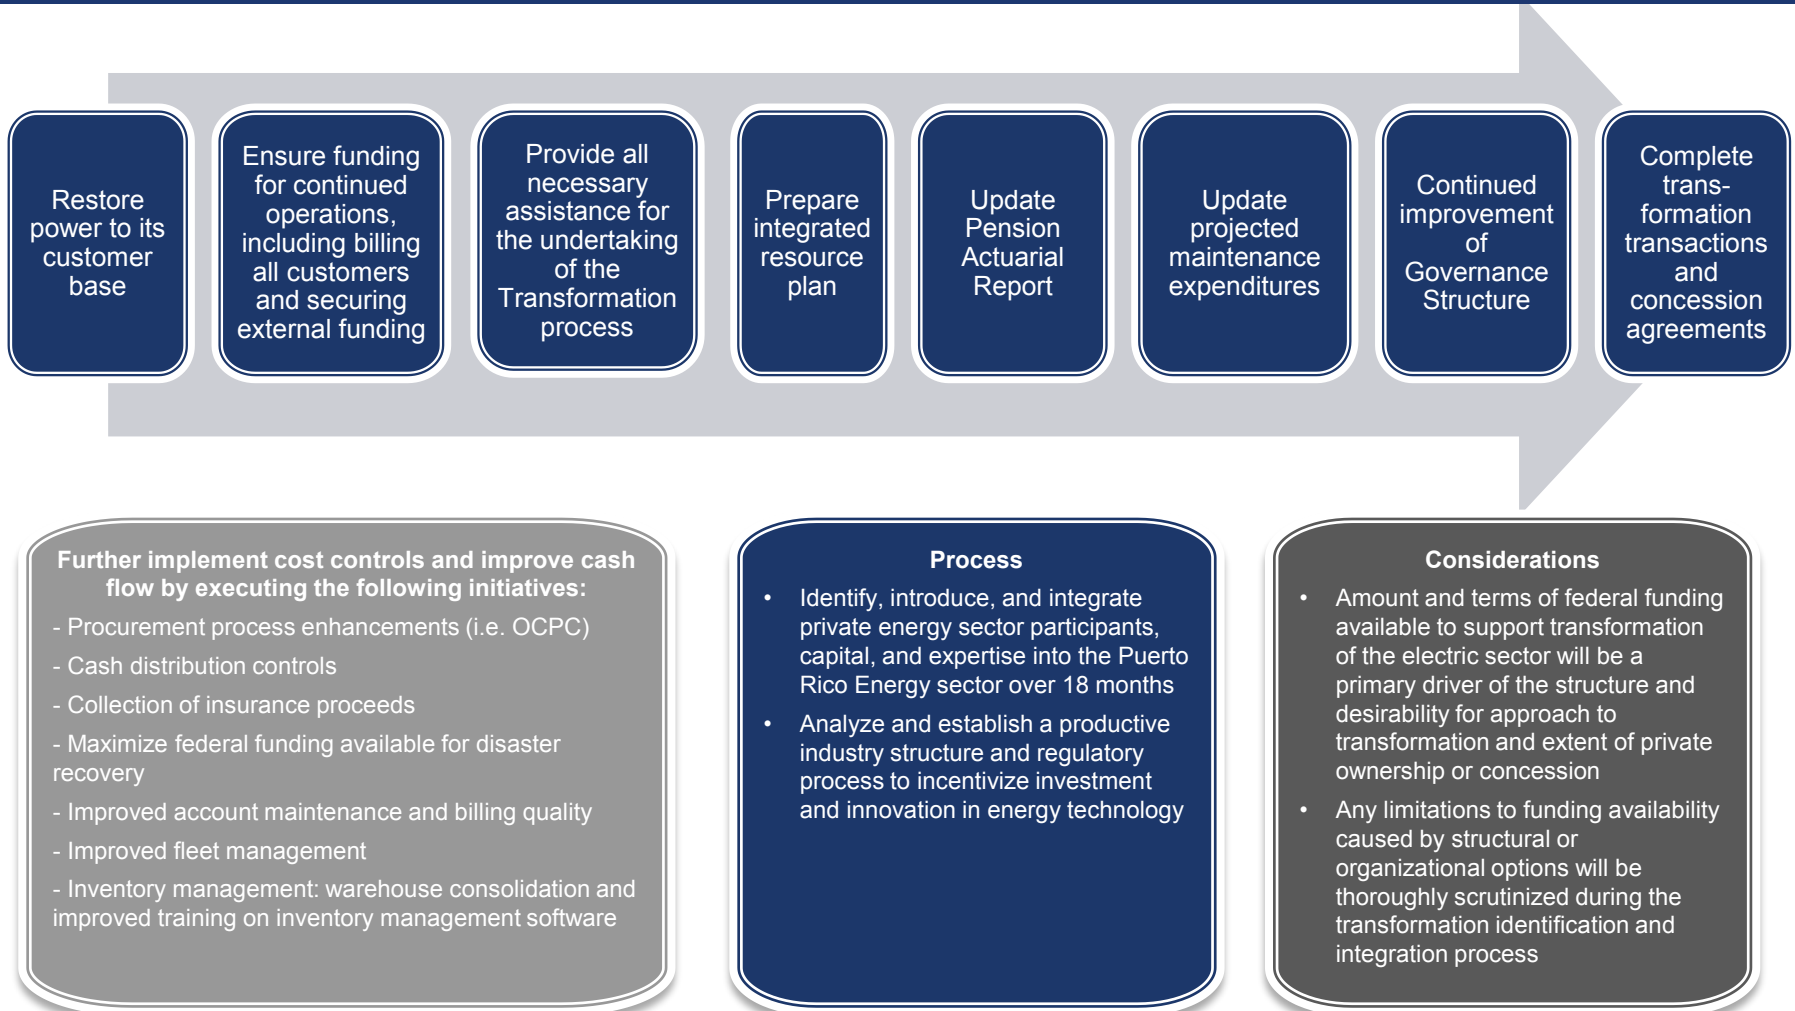 Restore
power to its
customer
base
Ensure funding
for continued
operations,
including billing
all customers
and securing
external funding
Provide all
necessary
assistance for
the undertaking
of the
Transformation
process
Prepare
integrated
resource
plan
Update
Pension
Actuarial
Report
Update
projected
maintenance
expenditures
Continued
improvement
of
Governance
Structure
Complete
trans-
formation
transactions
and
concession
agreements
Further implement cost controls and improve cash
flow by executing the following initiatives:
- Procurement process enhancements (i.e. OCPC)
- Cash distribution controls
- Collection of insurance proceeds
- Maximize federal funding available for disaster
recovery
- Improved account maintenance and billing quality
- Improved fleet management
- Inventory management: warehouse consolidation and
improved training on inventory management software
Process
• Identify, introduce, and integrate
private energy sector participants,
capital, and expertise into the Puerto
Rico Energy sector over 18 months
• Analyze and establish a productive
industry structure and regulatory
process to incentivize investment
and innovation in energy technology
Considerations
• Amount and terms of federal funding
available to support transformation
of the electric sector will be a
primary driver of the structure and
desirability for approach to
transformation and extent of private
ownership or concession
• Any limitations to funding availability
caused by structural or
organizational options will be
thoroughly scrutinized during the
transformation identification and
integration process